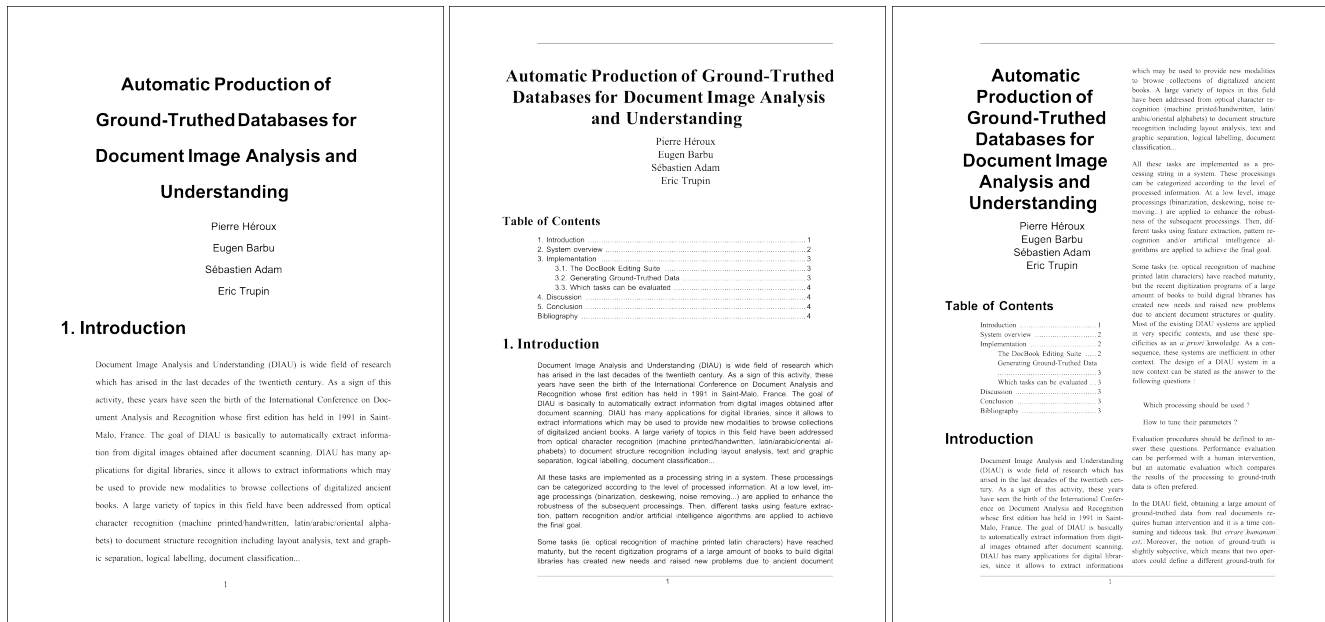 Automatic Production of
Ground-Truthed Databases for
Document Image Analysis and
Understanding
Pierre Héroux
Eugen Barbu
Sébastien Adam
Eric Trupin
1. Introduction
Document Image Analysis and Understanding (DIAU) is wide field of research
which has arised in the last decades of the twentieth century. As a sign of this
activity, these years have seen the birth of the International Conference on Doc-
ument Analysis and Recognition whose first edition has held in 1991 in Saint-
Malo, France. The goal of DIAU is basically to automatically extract informa-
tion from digital images obtained after document scanning. DIAU has many ap-
plications for digital libraries, since it allows to extract informations which may
be used to provide new modalities to browse collections of digitalized ancient
books. A large variety of topics in this field have been addressed from optical
character recognition (machine printed/handwritten, latin/arabic/oriental alpha-
bets) to document structure recognition including layout analysis, text and graph-
ic separation, logical labelling, document classification...
1
Automatic Production of Ground-Truthed
Databases for Document Image Analysis
and Understanding
Pierre Héroux
Eugen Barbu
Sébastien Adam
Eric Trupin
Table of Contents
1. Introduction ........ 1
2. System overview ........ 2
3. Implementation ........ 3
3.1. The DocBook Editing Suite ........ 3
3.2. Generating Ground-Truthed Data ........ 3
3.3. Which tasks can be evaluated ........ 4
4. Discussion ........ 4
5. Conclusion ........ 4
Bibliography ........ 4
1. Introduction
Document Image Analysis and Understanding (DIAU) is wide field of research which
has arised in the last decades of the twentieth century. As a sign of this activity, these
years have seen the birth of the International Conference on Document Analysis and
Recognition whose first edition has held in 1991 in Saint-Malo, France. The goal of
DIAU is basically to automatically extract information from digital images obtained after
document scanning. DIAU has many applications for digital libraries, since it allows to
extract informations which may be used to provide new modalities to browse collections
of digitalized ancient books. A large variety of topics in this field have been addressed
from optical character recognition (machine printed/handwritten, latin/arabic/oriental al-
phabets) to document structure recognition including layout analysis, text and graphic
separation, logical labelling, document classification...
All these tasks are implemented as a processing string in a system. These processings
can be categorized according to the level of processed information. At a low level, im-
age processings (binarization, deskewing, noise removing...) are applied to enhance the
robustness of the subsequent processings. Then, different tasks using feature extrac-
tion, pattern recognition and/or artificial intelligence algorithms are applied to achieve
the final goal.
Some tasks (ie. optical recognition of machine printed latin characters) have reached
maturity, but the recent digitization programs of a large amount of books to build digital
libraries has created new needs and raised new problems due to ancient document
1
Automatic
Production of
Ground-Truthed
Databases for
Document Image
Analysis and
Understanding
Pierre Héroux
Eugen Barbu
Sébastien Adam
Eric Trupin
Table of Contents
Introduction ........ 1
System overview ........ 2
Implementation ........ 2
The DocBook Editing Suite ..... 2
Generating Ground-Truthed Data
........ 3
Which tasks can be evaluated ... 3
Discussion ........ 3
Conclusion ........ 3
Bibliography ........ 3
Introduction
Document Image Analysis and Understanding
(DIAU) is wide field of research which has
arised in the last decades of the twentieth cen-
tury. As a sign of this activity, these years
have seen the birth of the International Confer-
ence on Document Analysis and Recognition
whose first edition has held in 1991 in Saint-
Malo, France. The goal of DIAU is basically
to automatically extract information from digit-
al images obtained after document scanning.
DIAU has many applications for digital librar-
ies, since it allows to extract informations
which may be used to provide new modalities
to browse collections of digitalized ancient
books. A large variety of topics in this field
have been addressed from optical character re-
cognition (machine printed/handwritten, latin/
arabic/oriental alphabets) to document structure
recognition including layout analysis, text and
graphic separation, logical labelling, document
classification...
All these tasks are implemented as a pro-
cessing string in a system. These processings
can be categorized according to the level of
processed information. At a low level, image
processings (binarization, deskewing, noise re-
moving...) are applied to enhance the robust-
ness of the subsequent processings. Then, dif-
ferent tasks using feature extraction, pattern re-
cognition and/or artificial intelligence al-
gorithms are applied to achieve the final goal.
Some tasks (ie. optical recognition of machine
printed latin characters) have reached maturity,
but the recent digitization programs of a large
amount of books to build digital libraries has
created new needs and raised new problems
due to ancient document structures or quality.
Most of the existing DIAU systems are applied
in very specific contexts, and use these spe-
cificities as an a priori knwoledge. As a con-
sequence, these systems are inefficient in other
context. The design of a DIAU system in a
new context can be stated as the answer to the
following questions :
Which processing should be used ?
How to tune their parameters ?
Evaluation procedures should be defined to an-
swer these questions. Performance evaluation
can be performed with a human intervention,
but an automatic evaluation which compares
the results of the processing to ground-truth
data is often prefered.
In the DIAU field, obtaining a large amount of
ground-truthed data from real documents re-
quires human intervention and it is a time con-
suming and tideous task. But errare humanum
est. Moreover, the notion of ground-truth is
slightly subjective, which means that two oper-
ators could define a different ground-truth for
1